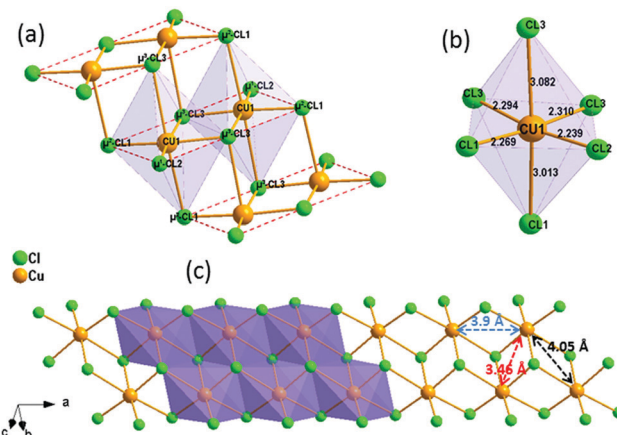 (a)
μ²-CL1
μ³-CL3
μ¹-CL2
CU1
μ²-CL1
μ³-CL3
μ²-CL1
CU1
μ³-CL3
μ¹-CL2
μ³-CL3
μ²-CL1
(b)
CL3
3.082
CL3
2.294
2.310
CL3
CU1
CL1
2.269
2.239
CL2
3.013
CL1
Cl
Cu
(c)
3.9 Å
4.05 Å
3.46 Å
a
c
b